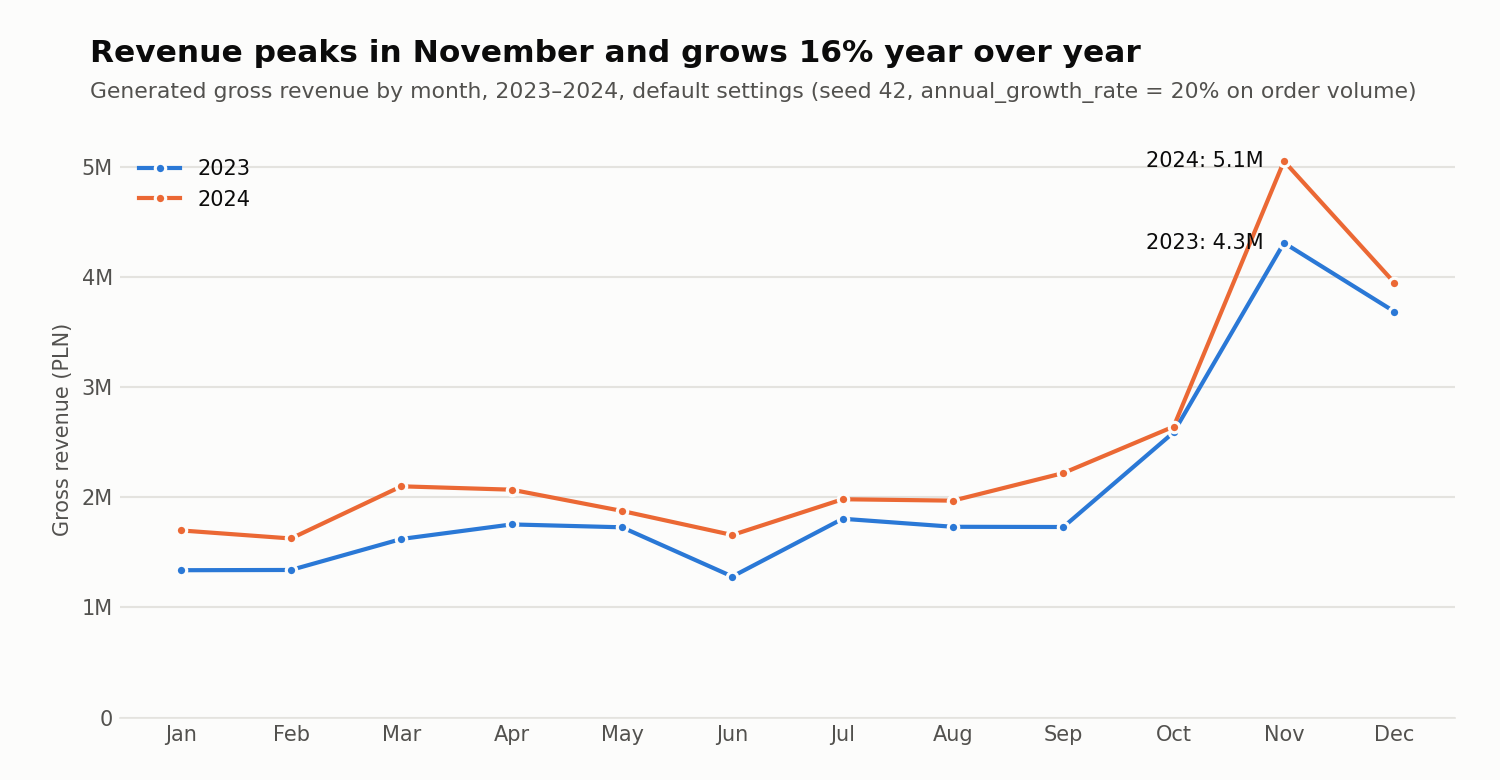 Revenue peaks in November and grows 16% year over year
Generated gross revenue by month, 2023–2024, default settings (seed 42, annual_growth_rate = 20% on order volume)
2023
2024
2024: 5.1M
2023: 4.3M
Gross revenue (PLN)
5M
4M
3M
2M
1M
0
Jan Feb Mar Apr May Jun Jul Aug Sep Oct Nov Dec